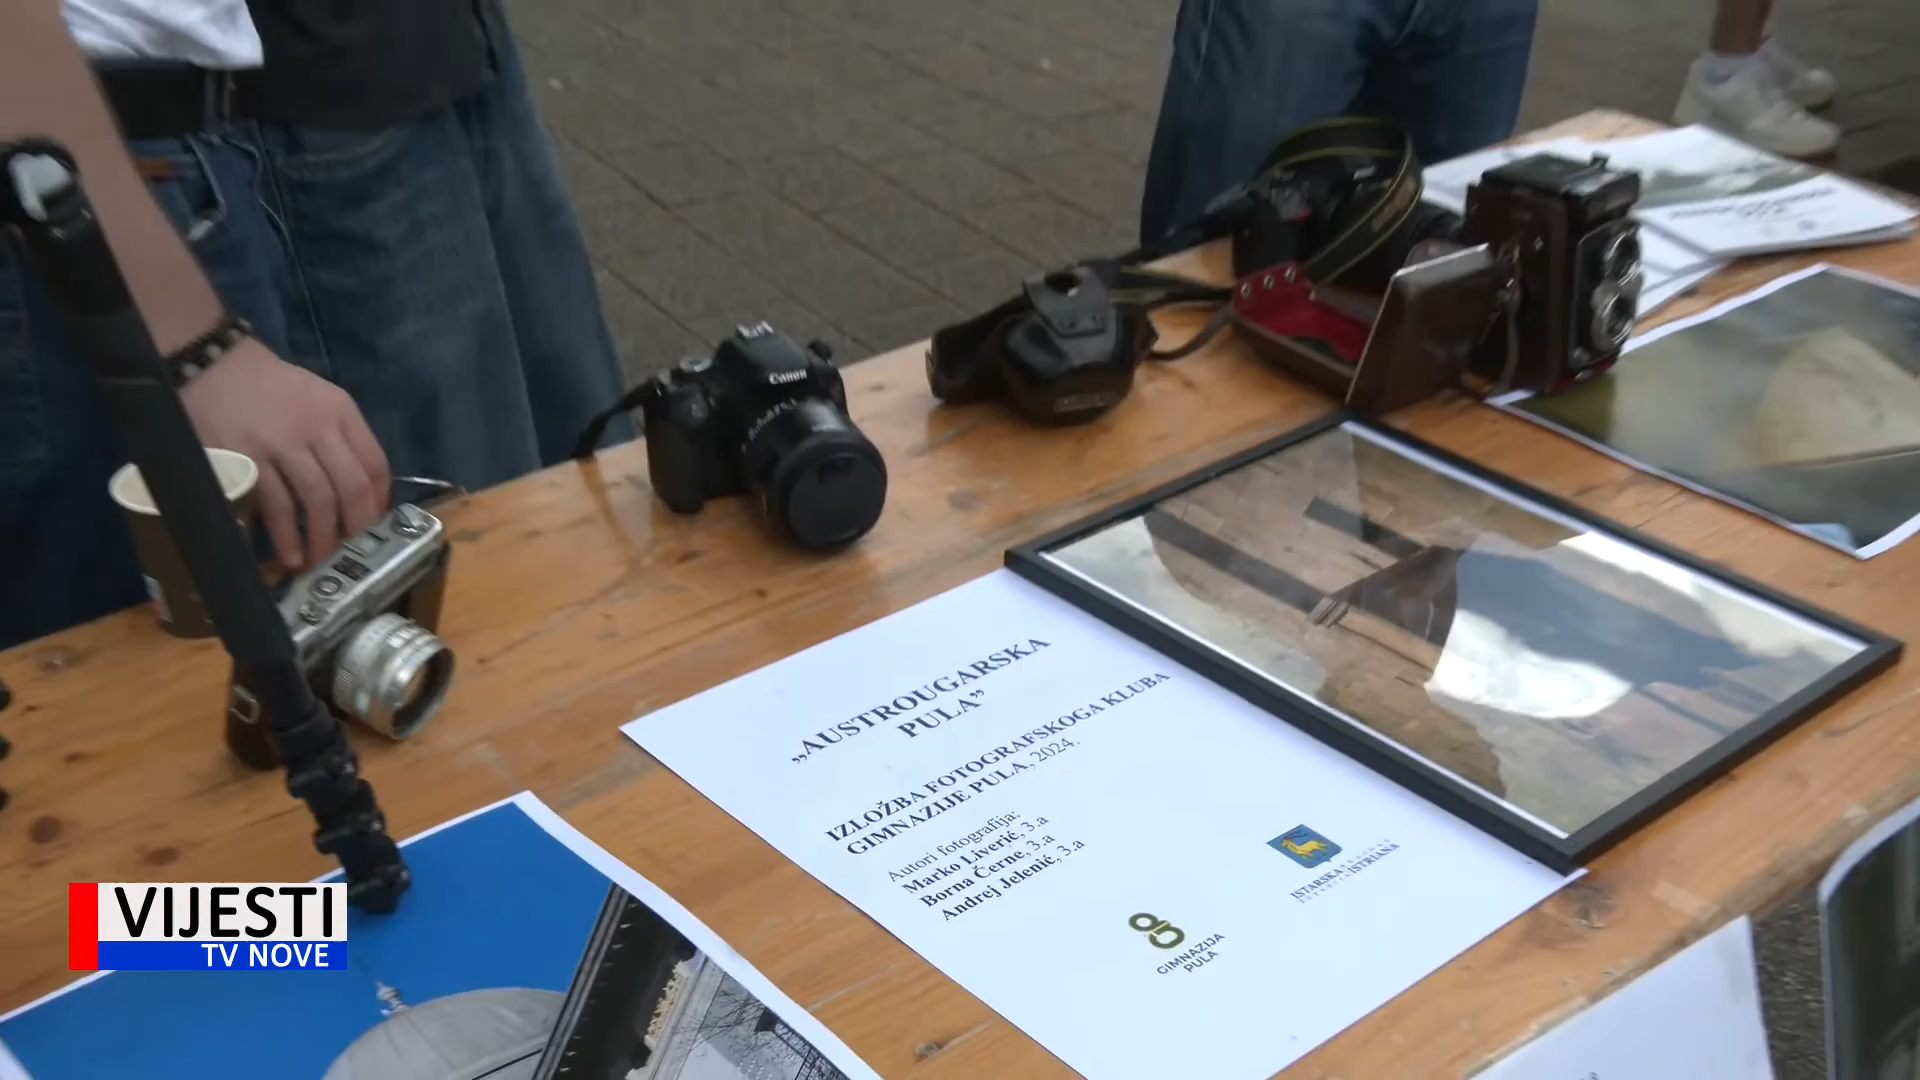 Canon
„AUSTROUGARSKA
PULA”
IZLOŽBA FOTOGRAFSKOGA KLUBA
GIMNAZIJE PULA, 2024.
Autori fotografija:
Marko Liverić, 3.a
Borna Černe, 3.a
Andrej Jelenić, 3.a
GIMNAZIJA
PULA
ISTARSKA
ISTRIANA
VIJESTI
TV NOVE